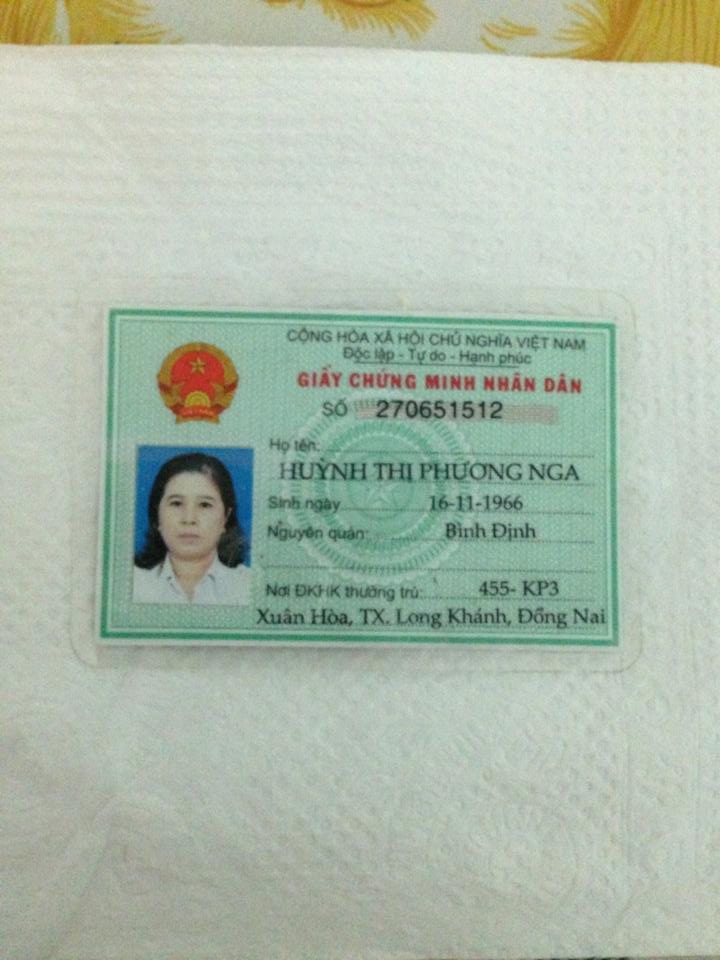 CỘNG HÒA XÃ HỘI CHỦ NGHĨA VIỆT NAM
Độc lập - Tự do - Hạnh phúc
GIẤY CHỨNG MINH NHÂN DÂN
SỐ 270651512
Họ tên:
HUỲNH THỊ PHƯƠNG NGA
Sinh ngày 16-11-1966
Nguyên quán: Bình Định
Nơi ĐKHK thường trú: 455- KP3
Xuân Hòa, TX. Long Khánh, Đồng Nai